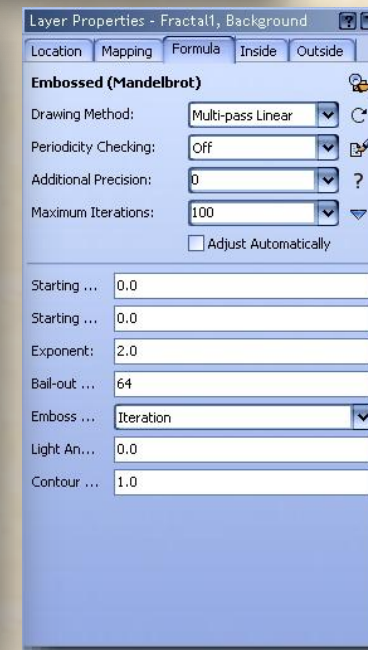 Layer Properties - Fractal1, Background
Location Mapping Formula Inside Outside
Embossed (Mandelbrot)
Drawing Method: Multi-pass Linear
Periodicity Checking: Off
Additional Precision: 0
Maximum Iterations: 100
Adjust Automatically
Starting ... 0.0
Starting ... 0.0
Exponent: 2.0
Bail-out ... 64
Emboss ... Iteration
Light An... 0.0
Contour ... 1.0